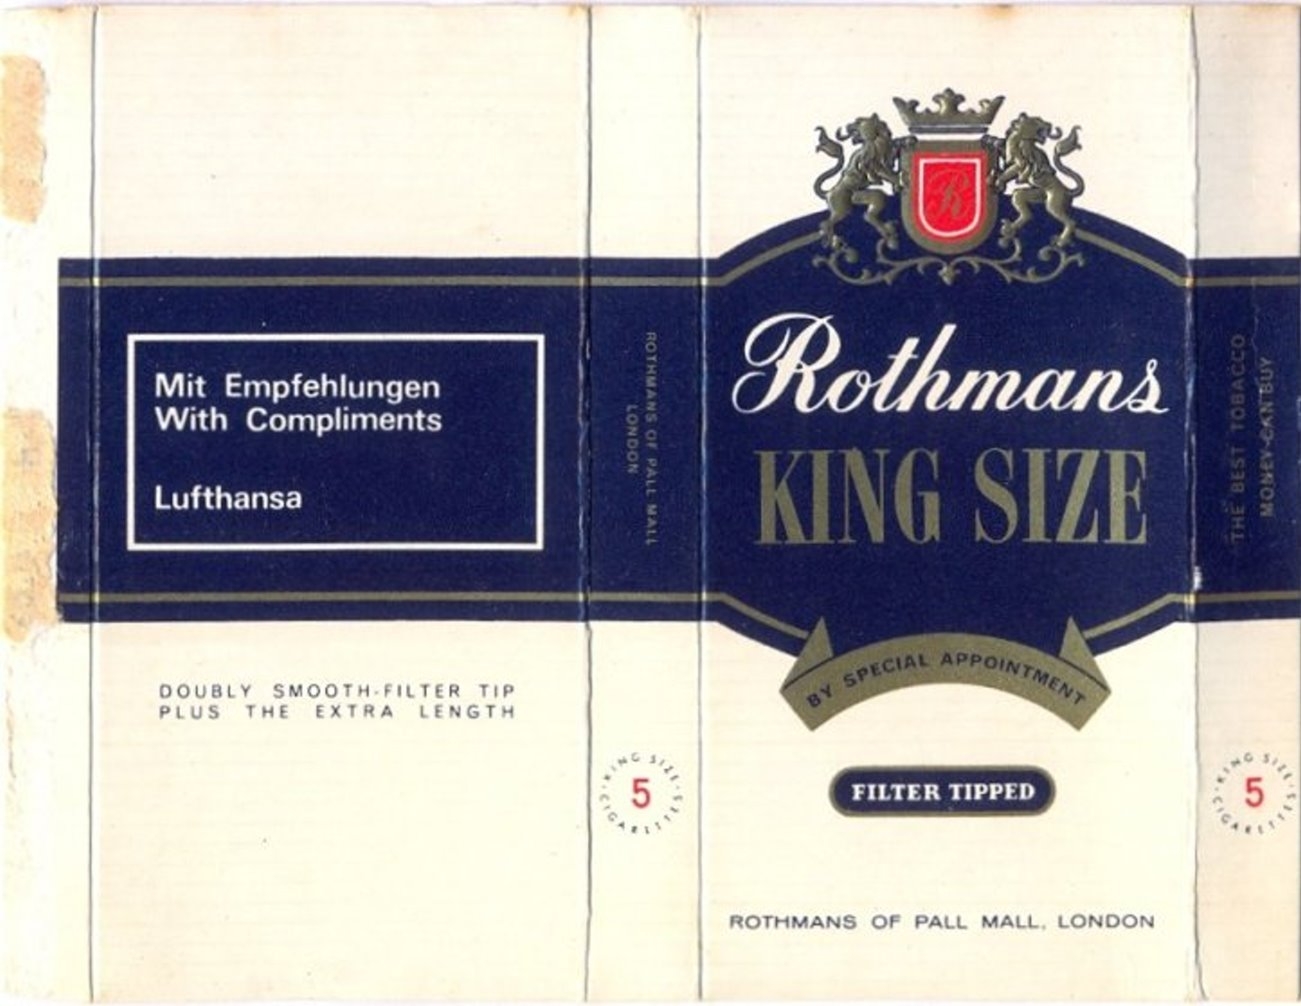 Mit Empfehlungen
With Compliments
Lufthansa
DOUBLY SMOOTH-FILTER TIP
PLUS THE EXTRA LENGTH
ROTHMANS OF PALL MALL
LONDON
KING SIZE
5
CIGARETTES
R
Rothmans
KING SIZE
BY SPECIAL APPOINTMENT
FILTER TIPPED
ROTHMANS OF PALL MALL, LONDON
THE BEST TOBACCO
MONEY CAN BUY
KING SIZE
5
CIGARETTES